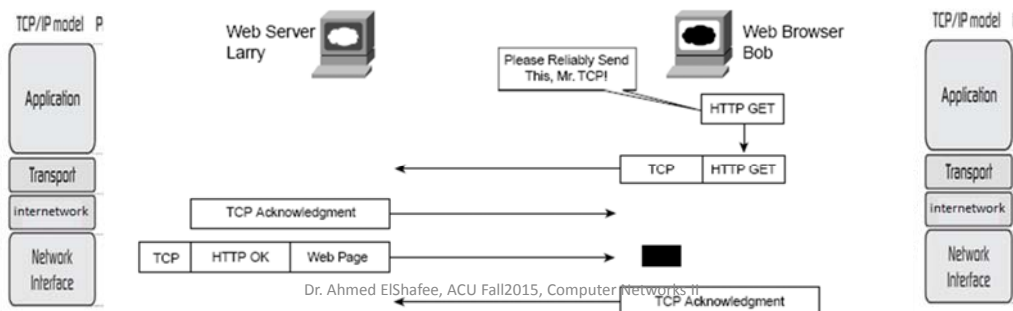 TCP/IP model P
Application
Transport
internetwork
Network
Interface
Web Server
Larry
Web Browser
Bob
Please Reliably Send
This, Mr. TCP!
HTTP GET
TCP HTTP GET
TCP Acknowledgment
TCP HTTP OK Web Page
Dr. Ahmed ElShafee, ACU Fall2015, Computer Networks II
TCP Acknowledgment
TCP/IP model
Application
Transport
internetwork
Network
Interface